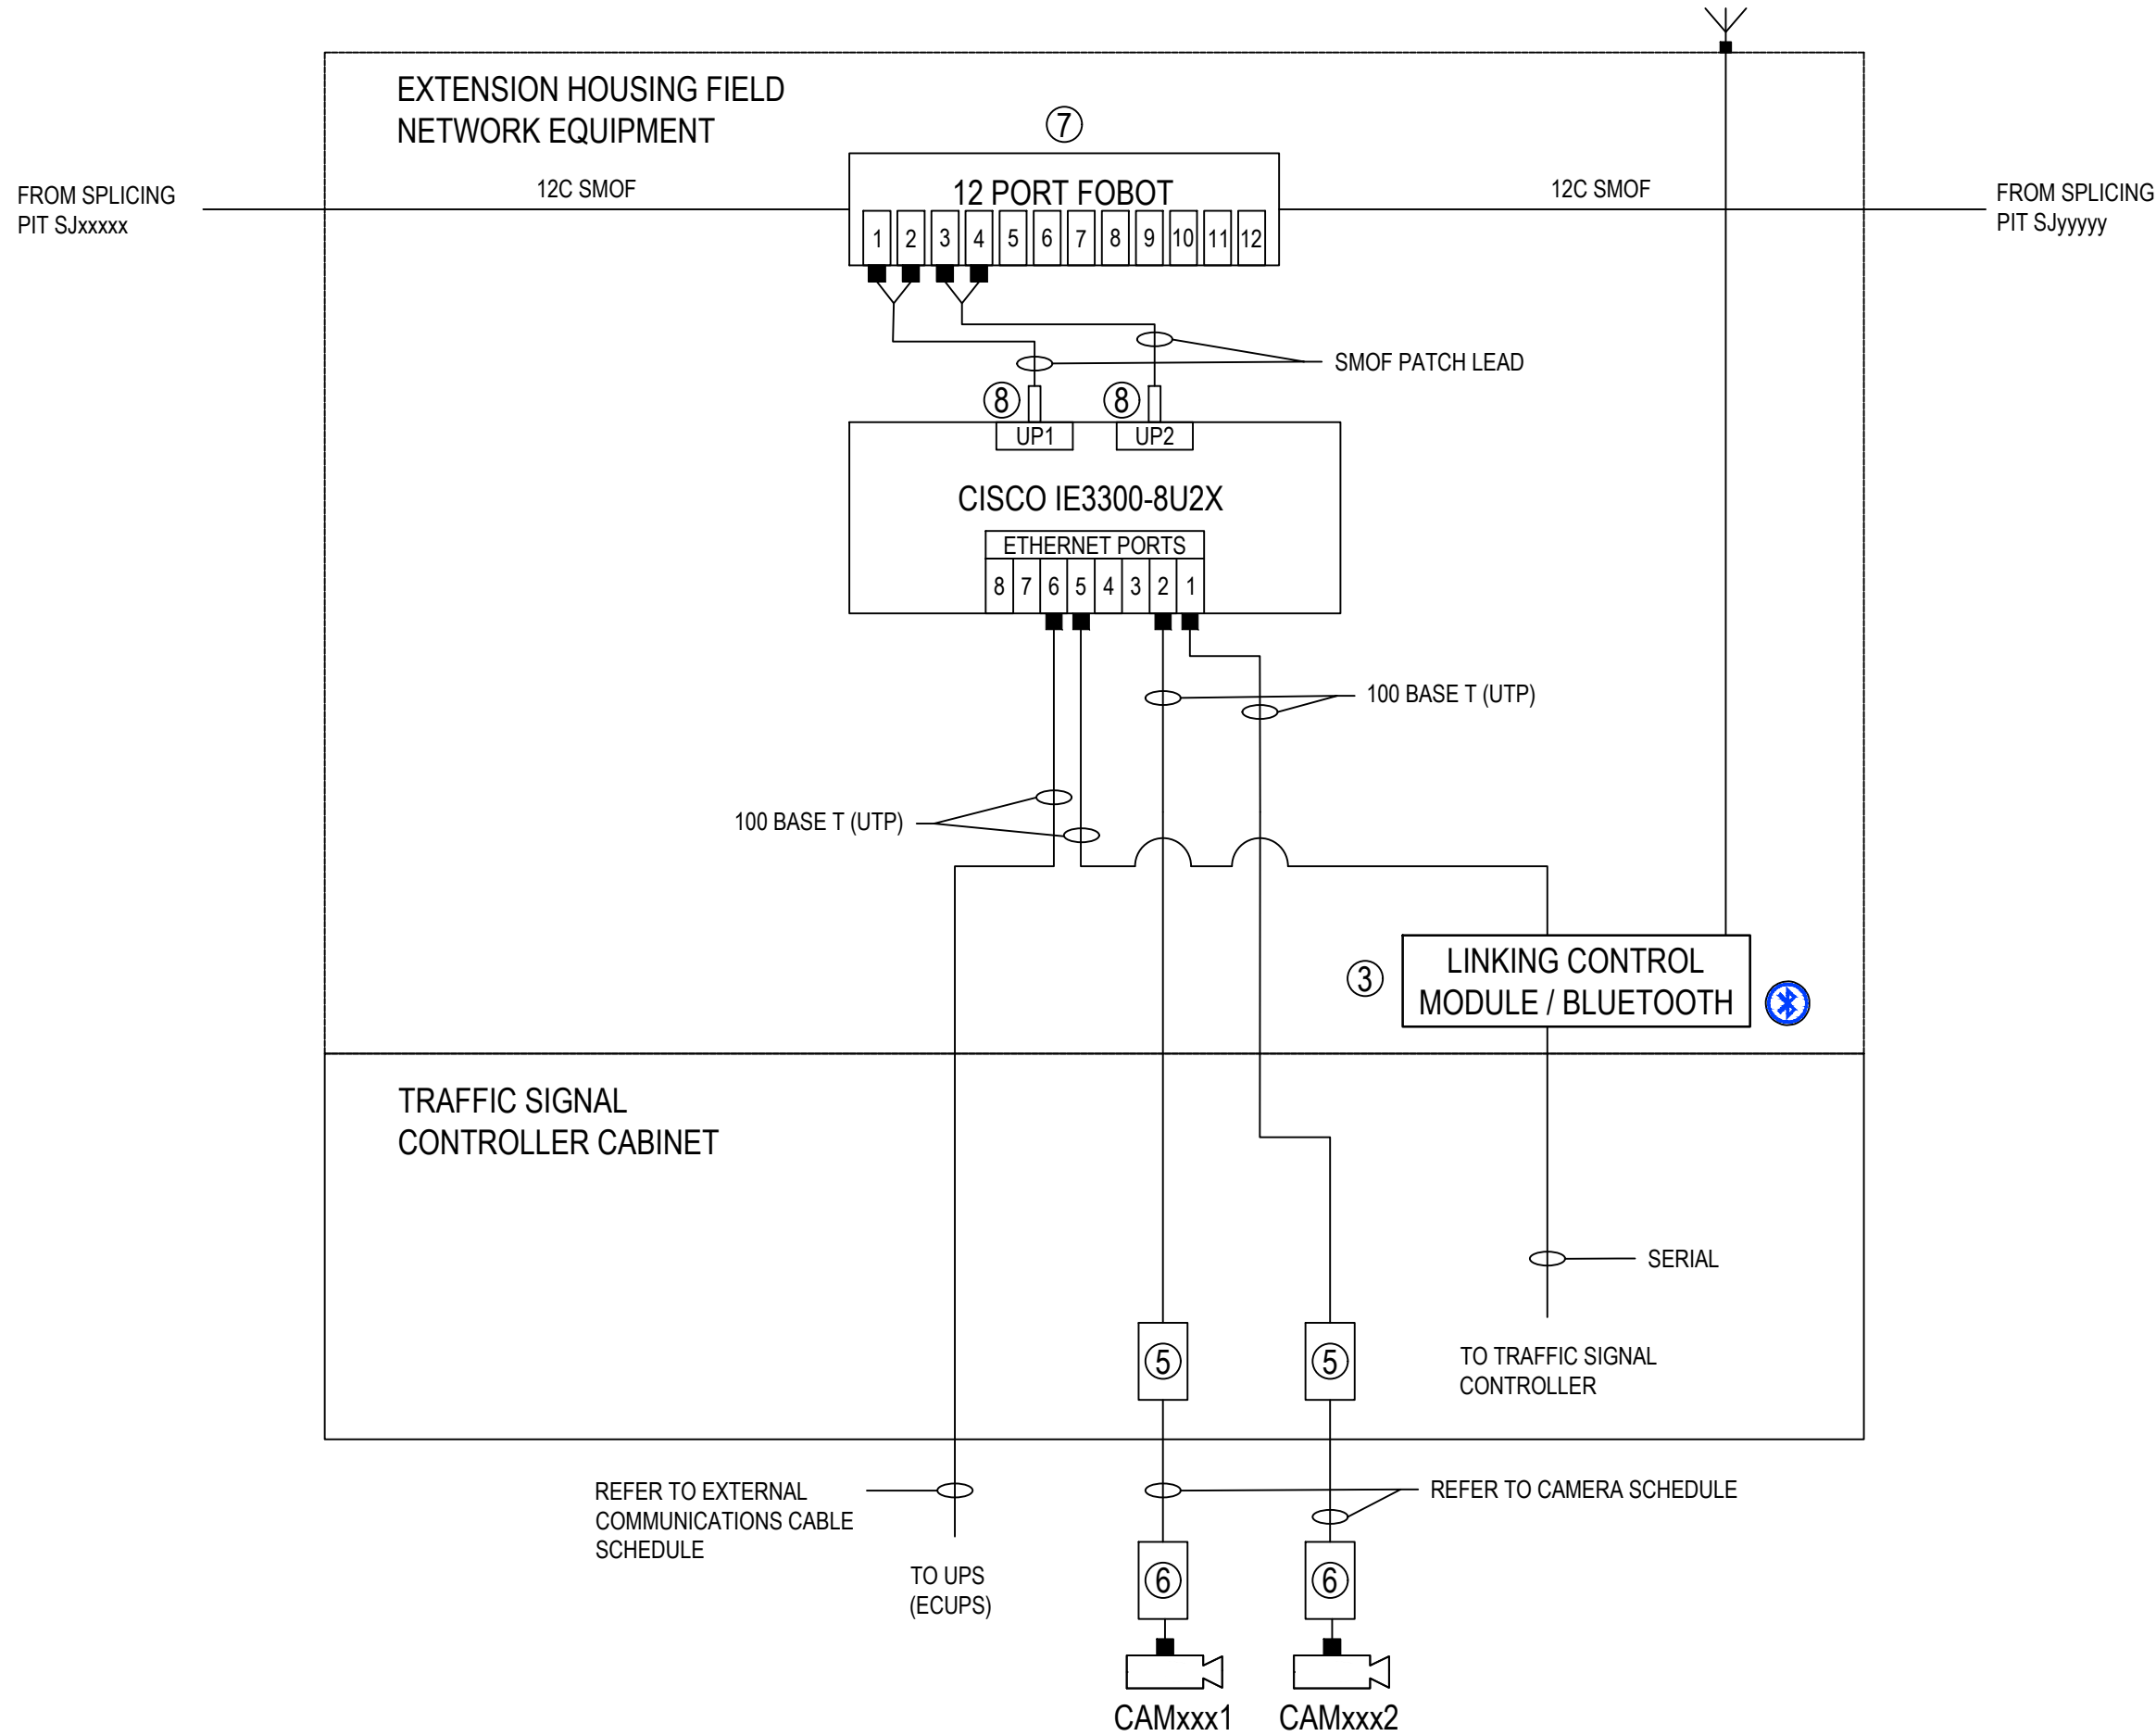 EXTENSION HOUSING FIELD
NETWORK EQUIPMENT
7
FROM SPLICING
PIT SJxxxxx
12C SMOF
12 PORT FOBOT
12C SMOF
FROM SPLICING
PIT SJyyyyy
1 2 3 4 5 6 7 8 9 10 11 12
SMOF PATCH LEAD
8 8
UP1 UP2
CISCO IE3300-8U2X
ETHERNET PORTS
8 7 6 5 4 3 2 1
100 BASE T (UTP)
100 BASE T (UTP)
3
LINKING CONTROL
MODULE / BLUETOOTH
TRAFFIC SIGNAL
CONTROLLER CABINET
SERIAL
5 5
TO TRAFFIC SIGNAL
CONTROLLER
REFER TO EXTERNAL
COMMUNICATIONS CABLE
SCHEDULE
REFER TO CAMERA SCHEDULE
TO UPS
(ECUPS)
6 6
CAMxxx1 CAMxxx2